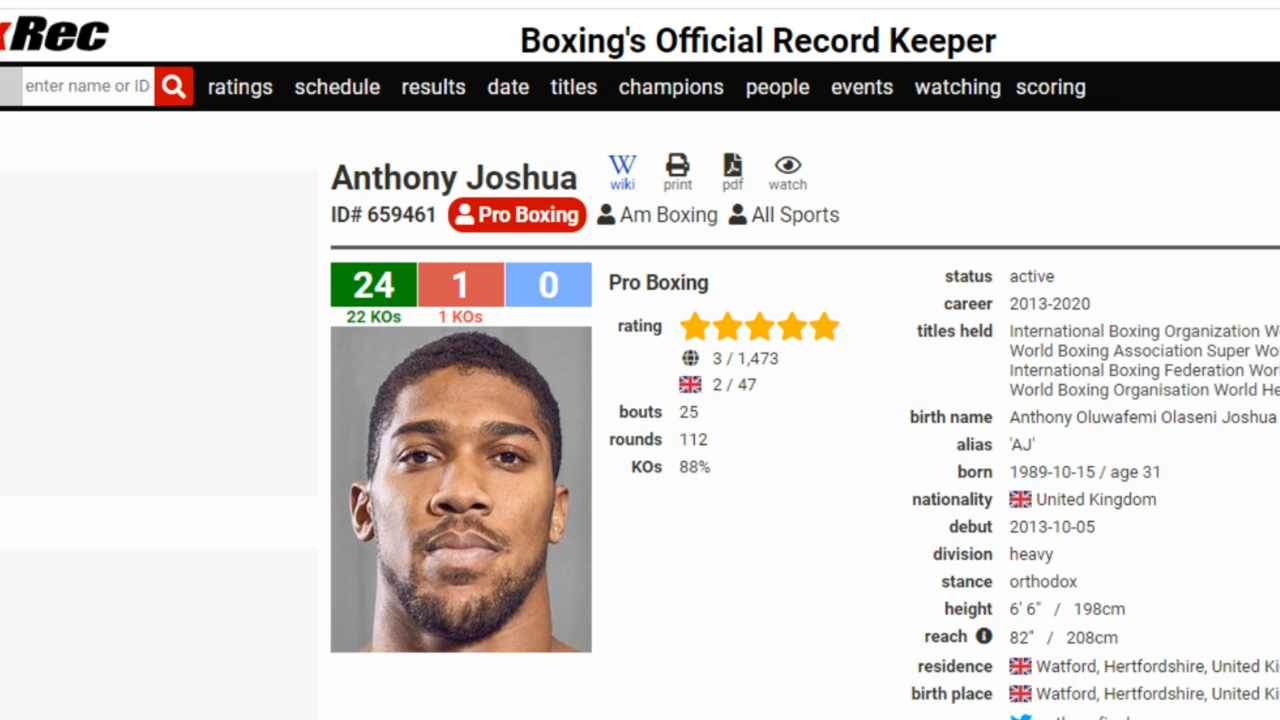 xRec
Boxing's Official Record Keeper
enter name or ID
ratings schedule results date titles champions people events watching scoring
Anthony Joshua
W
wiki print pdf watch
ID# 659461 Pro Boxing Am Boxing All Sports
24 1 0
22 KOs 1 KOs
Pro Boxing
rating
3 / 1,473
2 / 47
bouts 25
rounds 112
KOs 88%
status active
career 2013-2020
titles held International Boxing Organization W
World Boxing Association Super Wo
International Boxing Federation Wor
World Boxing Organisation World He
birth name Anthony Oluwafemi Olaseni Joshua
alias 'AJ'
born 1989-10-15 / age 31
nationality United Kingdom
debut 2013-10-05
division heavy
stance orthodox
height 6' 6" / 198cm
reach 82" / 208cm
residence Watford, Hertfordshire, United Ki
birth place Watford, Hertfordshire, United Ki